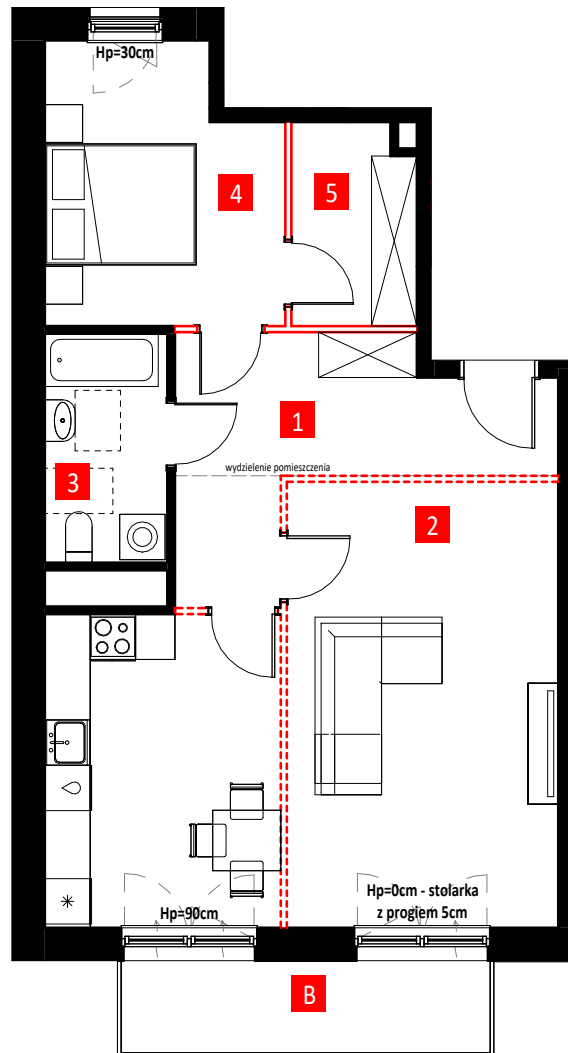 Hp=30cm
4
5
1
wydzielenie pomieszczenia
3
2
Hp=90cm
Hp=0cm - stolarka
z progiem 5cm
B